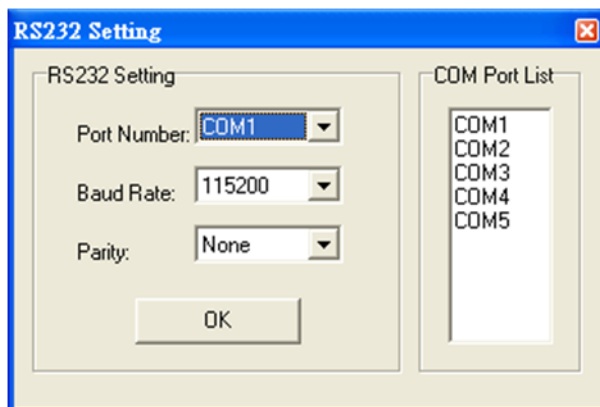 RS232 Setting
RS232 Setting
Port Number: COM1
Baud Rate: 115200
Parity: None
OK
COM Port List
COM1
COM2
COM3
COM4
COM5